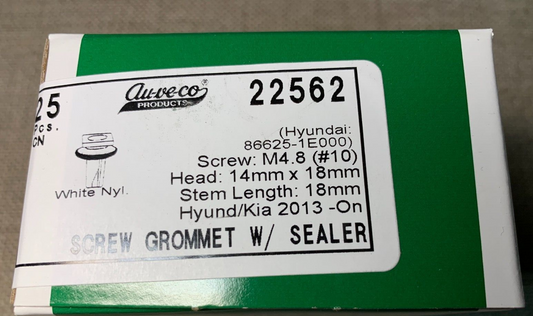 25
PCS.
CN
au-ve-co®
PRODUCTS
22562
(Hyundai:
86625-1E000)
Screw: M4.8 (#10)
Head: 14mm x 18mm
Stem Length: 18mm
Hyund/Kia 2013 -On
White Nyl.
SCREW GROMMET W/ SEALER